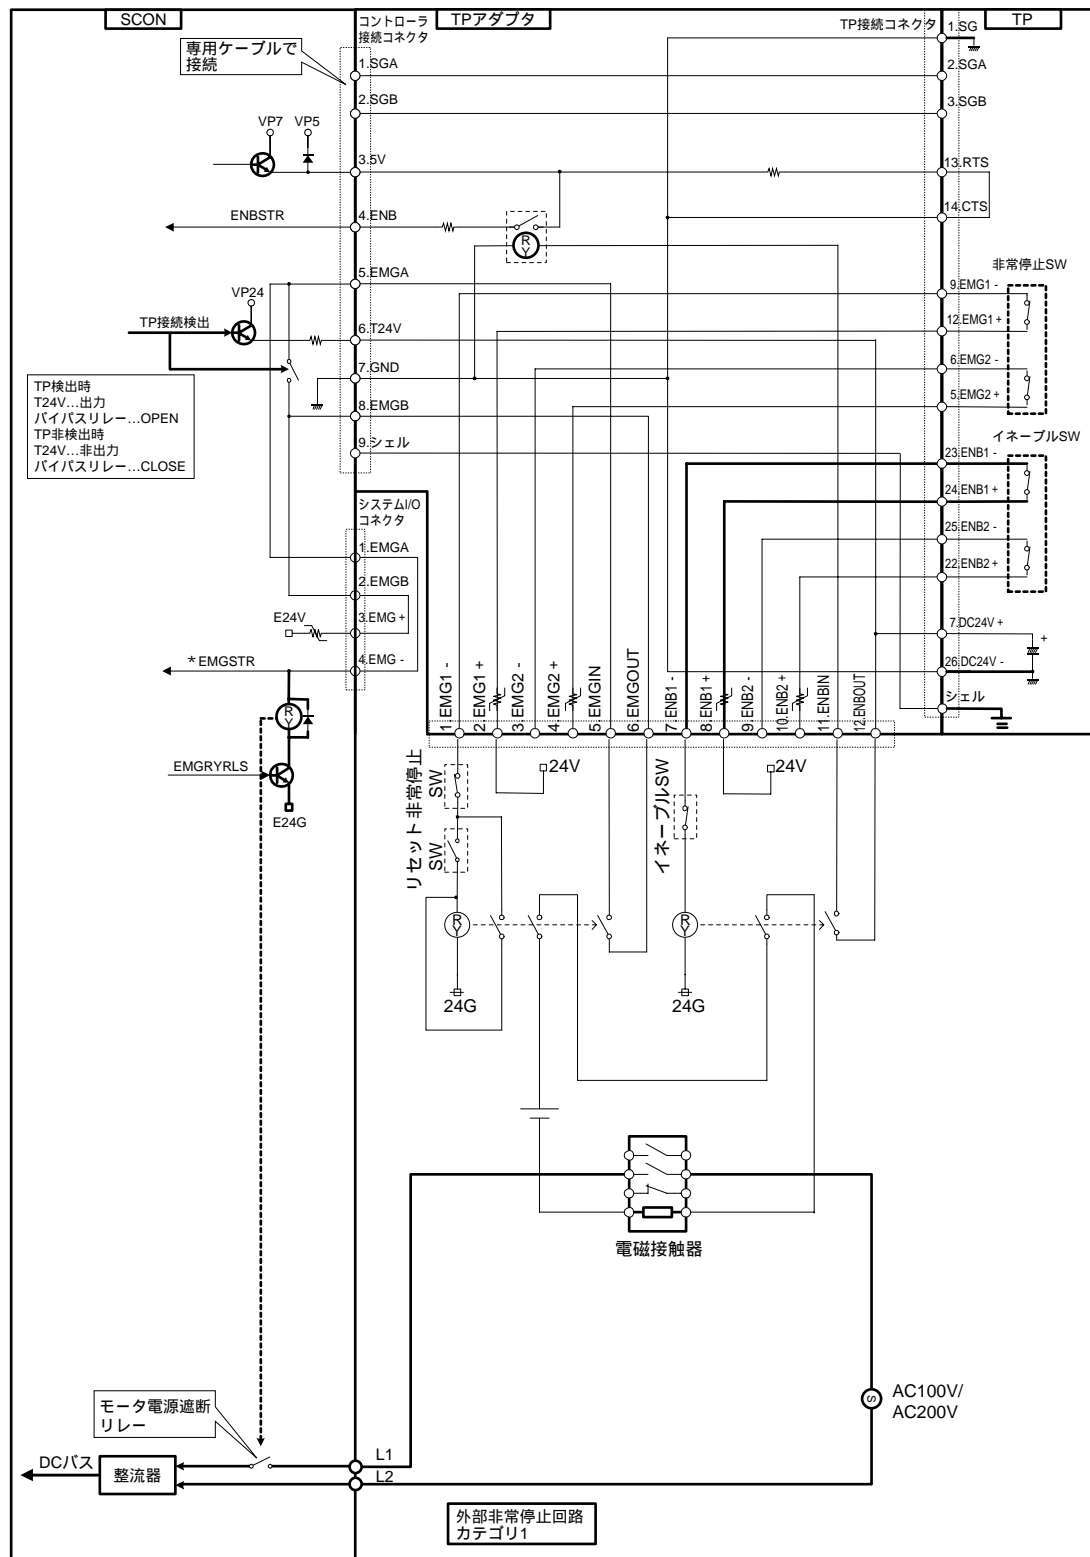 SCON
コントローラ
接続コネクタ
TPアダプタ
TP接続コネクタ
TP
専用ケーブルで
接続
1.SG
1.SGA
2.SGA
2.SGB
3.SGB
VP7
VP5
3.5V
13.RTS
ENBSTR
4.ENB
14.CTS
R
Y
5.EMGA
非常停止SW
9.EMG1 -
VP24
TP接続検出
6.T24V
12.EMG1 +
7.GND
6.EMG2 -
TP検出時
T24V…出力
バイパスリレー…OPEN
TP非検出時
T24V…非出力
バイパスリレー…CLOSE
8.EMGB
5.EMG2 +
9.シェル
イネーブルSW
23.ENB1 -
24.ENB1 +
システムI/O
コネクタ
25.ENB2 -
1.EMGA
22.ENB2 +
2.EMGB
E24V
3.EMG +
7.DC24V +
+
*EMGSTR
4.EMG -
26.DC24V -
シェル
1.EMG1 -
2.EMG1 +
3.EMG2 -
4.EMG2 +
5.EMGIN
6.EMGOUT
7.ENB1 -
8.ENB1 +
9.ENB2 -
10.ENB2 +
11.ENBIN
12.ENBOUT
R
Y
EMGRYRLS
E24G
24V
24V
非常停止
SW
リセット
SW
イネーブルSW
R
Y
R
Y
24G
24G
電磁接触器
S
AC100V/
AC200V
モータ電源遮断
リレー
DCバス
整流器
L1
L2
外部非常停止回路
カテゴリ1